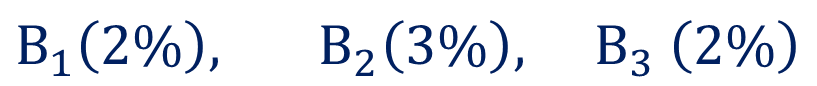 B₁(2%), B₂(3%), B₃ (2%)